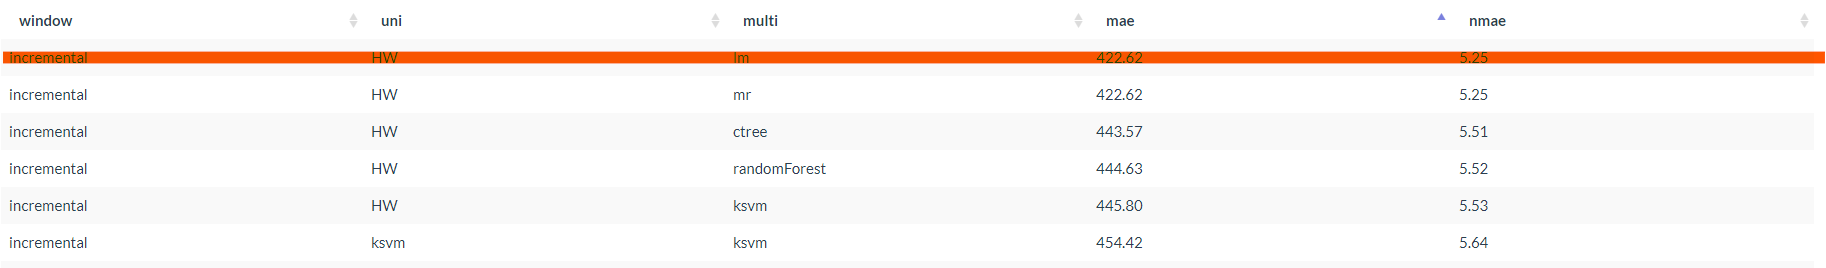 window uni multi mae nmae
incremental HW lm 422.62 5.25
incremental HW mr 422.62 5.25
incremental HW ctree 443.57 5.51
incremental HW randomForest 444.63 5.52
incremental HW ksvm 445.80 5.53
incremental ksvm ksvm 454.42 5.64